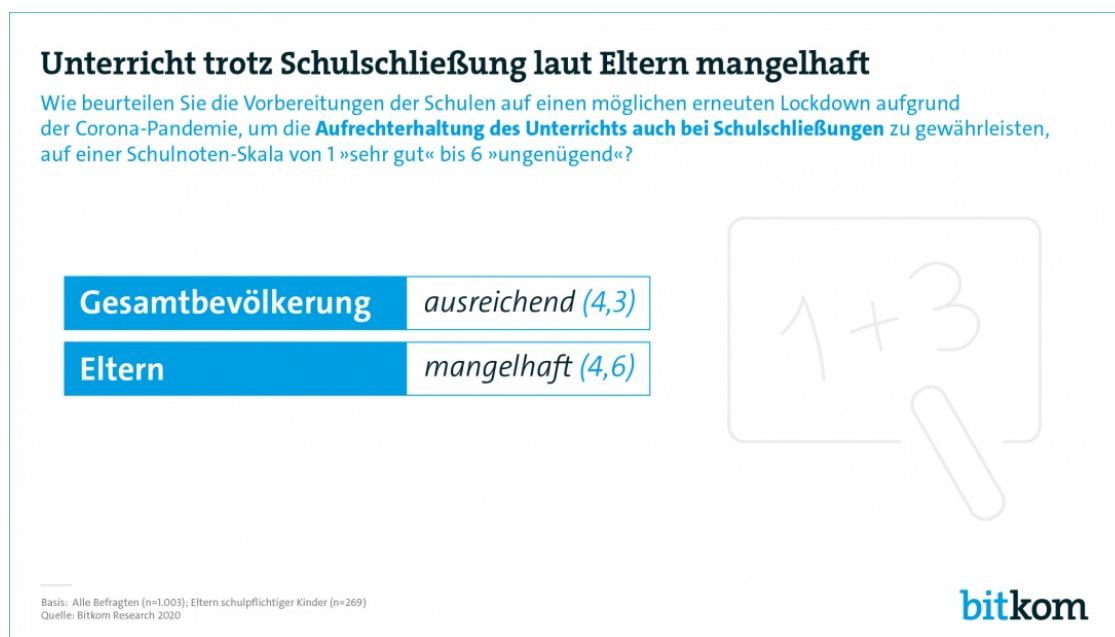 Unterricht trotz Schulschließung laut Eltern mangelhaft
Wie beurteilen Sie die Vorbereitungen der Schulen auf einen möglichen erneuten Lockdown aufgrund
der Corona-Pandemie, um die Aufrechterhaltung des Unterrichts auch bei Schulschließungen zu gewährleisten,
auf einer Schulnoten-Skala von 1 »sehr gut« bis 6 »ungenügend«?
Gesamtbevölkerung ausreichend (4,3)
Eltern mangelhaft (4,6)
1 + 3
Basis: Alle Befragten (n=1.003); Eltern schulpflichtiger Kinder (n=269)
Quelle: Bitkom Research 2020
bitkom